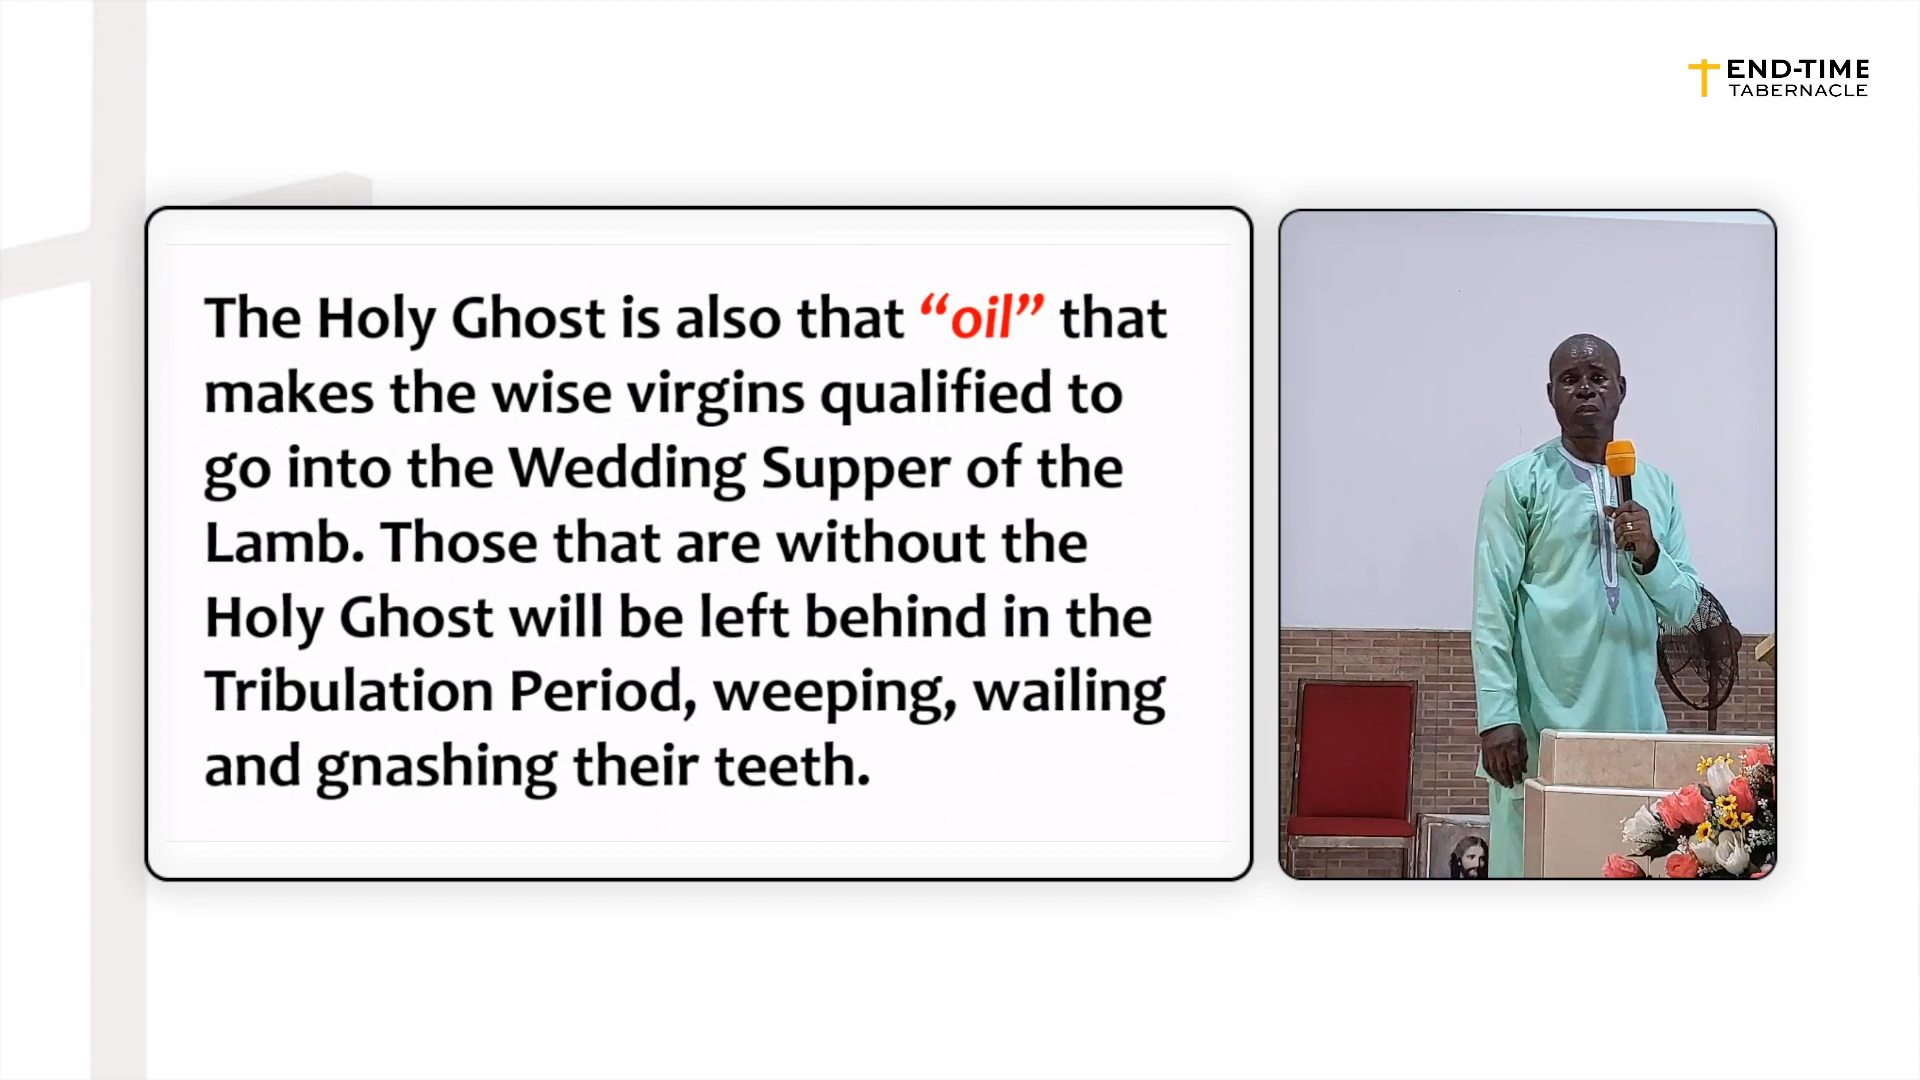 END-TIME
TABERNACLE
The Holy Ghost is also that “oil” that
makes the wise virgins qualified to
go into the Wedding Supper of the
Lamb. Those that are without the
Holy Ghost will be left behind in the
Tribulation Period, weeping, wailing
and gnashing their teeth.